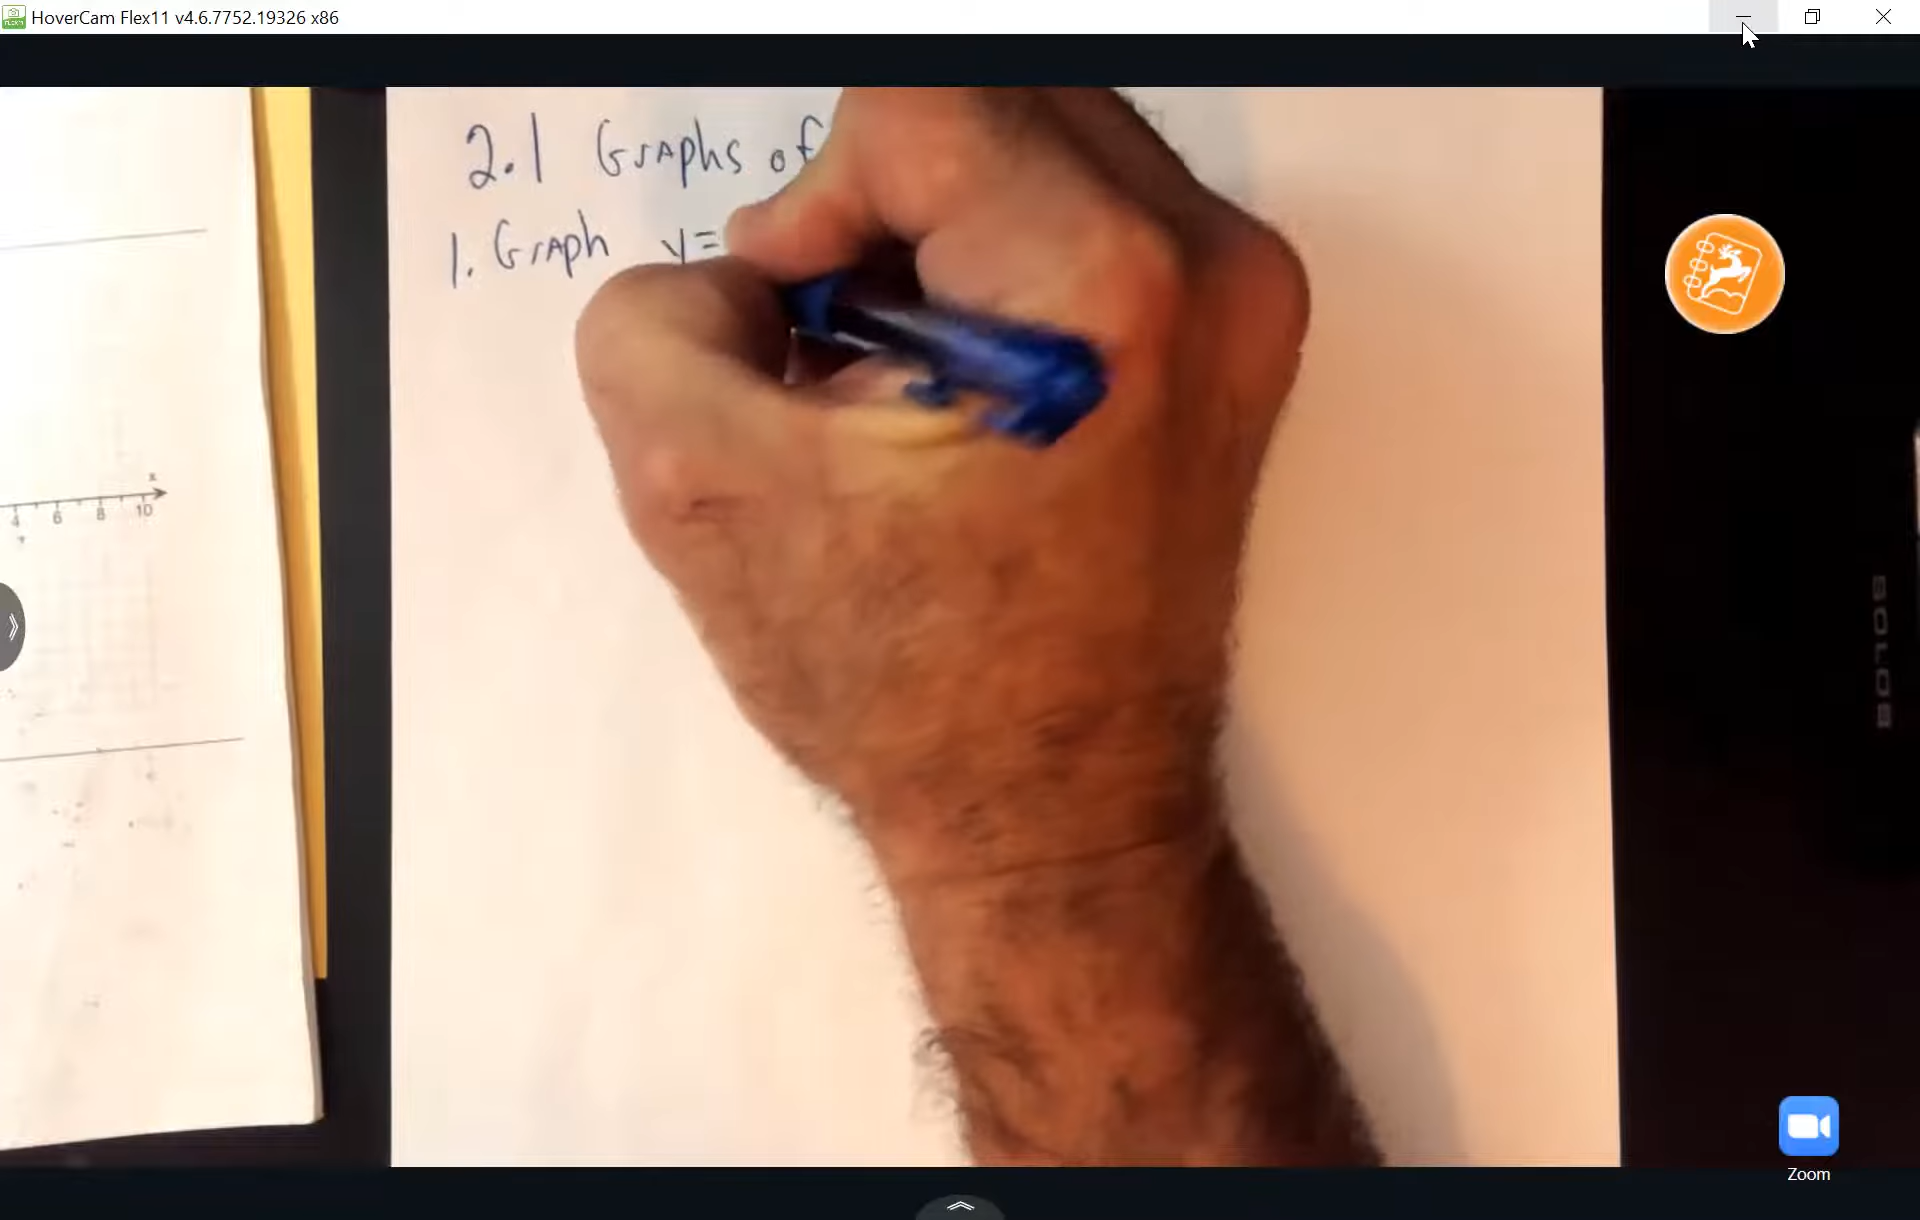 HoverCam Flex11 v4.6.7752.19326 x86
2.1 Graphs of
1. Graph y=
x
4 6 8 10
Zoom